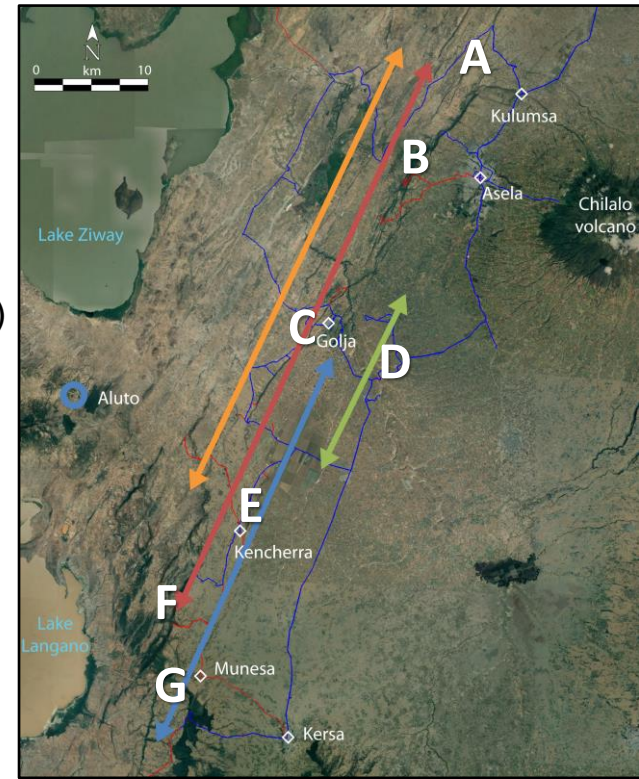 N
0 km 10
A
Kulumsa
B
Asela
Chilalo
volcano
Lake Ziway
)
C
Golja
D
Aluto
E
Kencherra
F
Lake
Langano
G
Munesa
Kersa